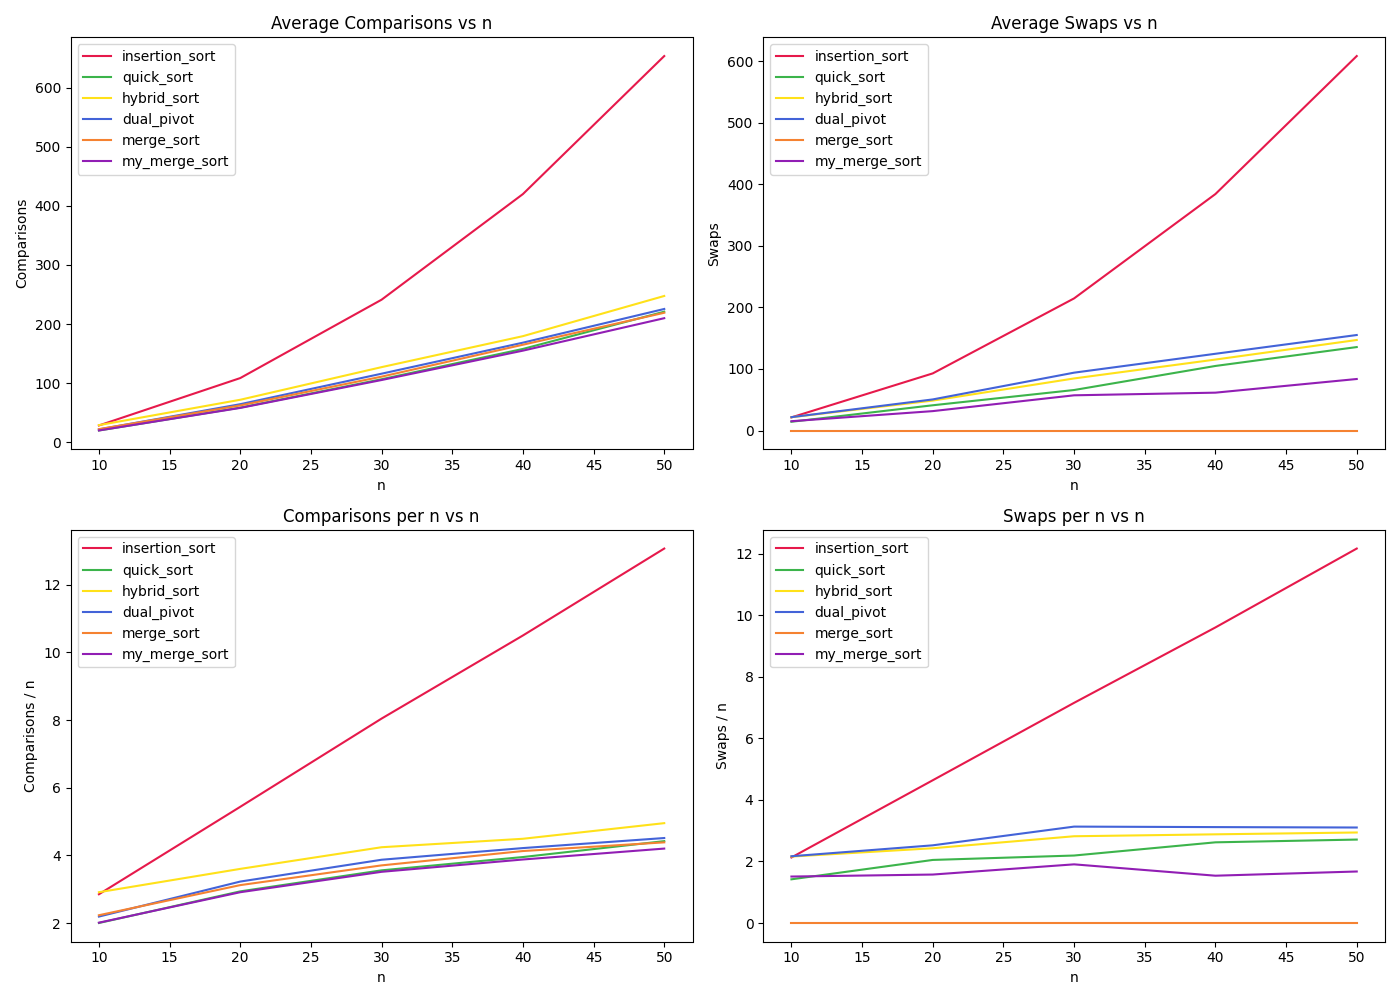 Average Comparisons vs n
insertion_sort
quick_sort
hybrid_sort
dual_pivot
merge_sort
my_merge_sort
Comparisons
600
500
400
300
200
100
0
10 15 20 25 30 35 40 45 50
n
Average Swaps vs n
insertion_sort
quick_sort
hybrid_sort
dual_pivot
merge_sort
my_merge_sort
Swaps
600
500
400
300
200
100
0
10 15 20 25 30 35 40 45 50
n
Comparisons per n vs n
insertion_sort
quick_sort
hybrid_sort
dual_pivot
merge_sort
my_merge_sort
Comparisons / n
12
10
8
6
4
2
10 15 20 25 30 35 40 45 50
n
Swaps per n vs n
insertion_sort
quick_sort
hybrid_sort
dual_pivot
merge_sort
my_merge_sort
Swaps / n
12
10
8
6
4
2
0
10 15 20 25 30 35 40 45 50
n